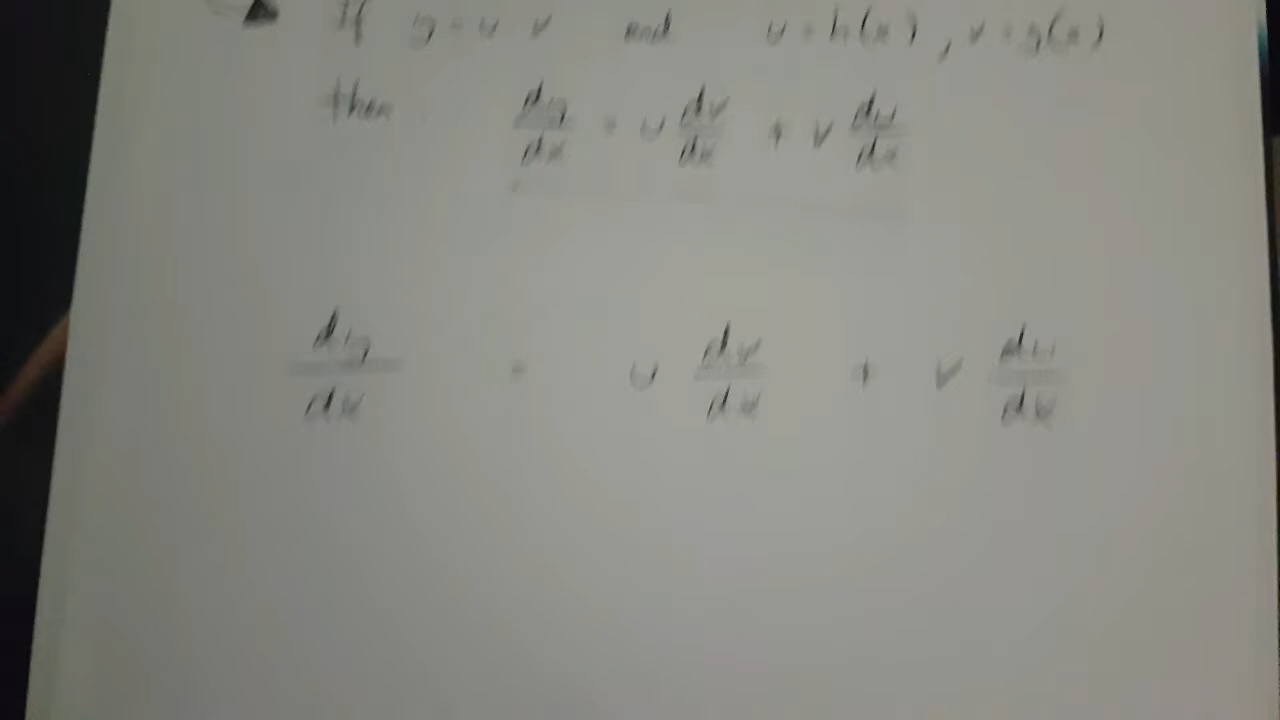 If y = u v and u = h(x), v = g(x)
then dy/dx = u dv/dx + v du/dx
dy/dx = u dv/dx + v du/dx